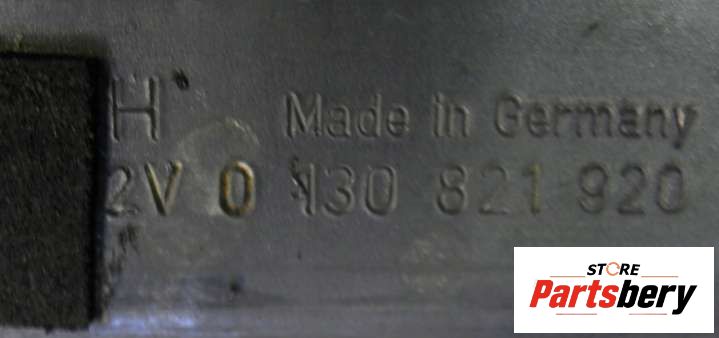 H Made in Germany
2V 0 130 821 920
STORE
Partsbery